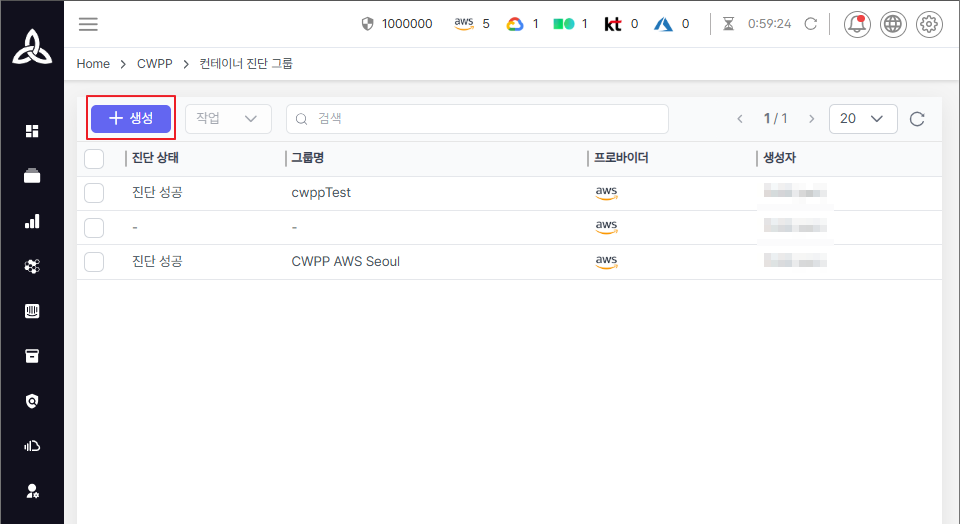 1000000 aws 5 1 1 kt 0 0 0:59:24
Home > CWPP > 컨테이너 진단 그룹
+ 생성 작업 검색 1 / 1 20
진단 상태 그룹명 프로바이더 생성자
진단 성공 cwppTest aws
- - aws
진단 성공 CWPP AWS Seoul aws